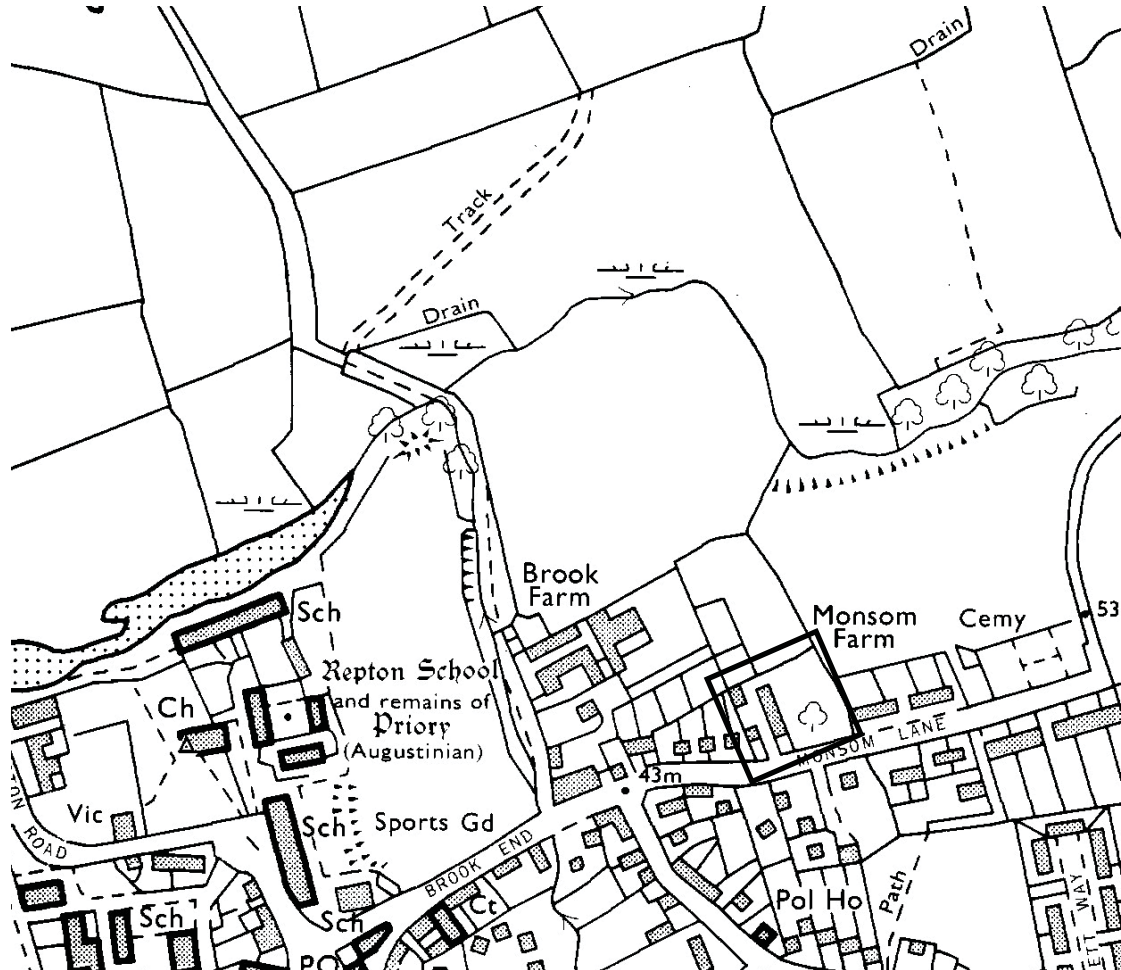 Drain
Track
Drain
Brook
Farm
Monsom
Farm
Cemy
53
Sch
Repton School
and remains of
Priory
(Augustinian)
Ch
MONSOM LANE
43m
Vic
ROAD
Sch
Sports Gd
BROOK END
Sch
Sch
Ct
Pol Ho
Path
WAY
PO